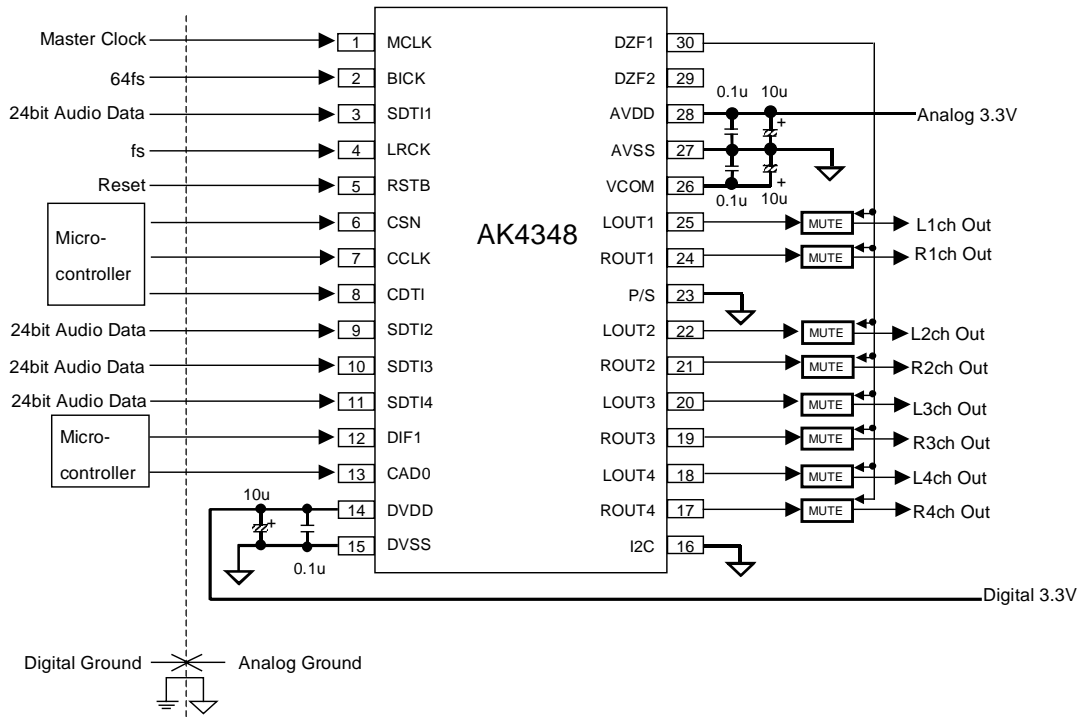 Master Clock
64fs
24bit Audio Data
fs
Reset
Micro-
controller
24bit Audio Data
24bit Audio Data
24bit Audio Data
Micro-
controller
10u
+
0.1u
1 MCLK
2 BICK
3 SDTI1
4 LRCK
5 RSTB
6 CSN
7 CCLK
8 CDTI
9 SDTI2
10 SDTI3
11 SDTI4
12 DIF1
13 CAD0
14 DVDD
15 DVSS
AK4348
DZF1 30
DZF2 29
AVDD 28
AVSS 27
VCOM 26
LOUT1 25
ROUT1 24
P/S 23
LOUT2 22
ROUT2 21
LOUT3 20
ROUT3 19
LOUT4 18
ROUT4 17
I2C 16
0.1u 10u
+
Analog 3.3V
+
0.1u 10u
MUTE L1ch Out
MUTE R1ch Out
MUTE L2ch Out
MUTE R2ch Out
MUTE L3ch Out
MUTE R3ch Out
MUTE L4ch Out
MUTE R4ch Out
Digital 3.3V
Digital Ground Analog Ground